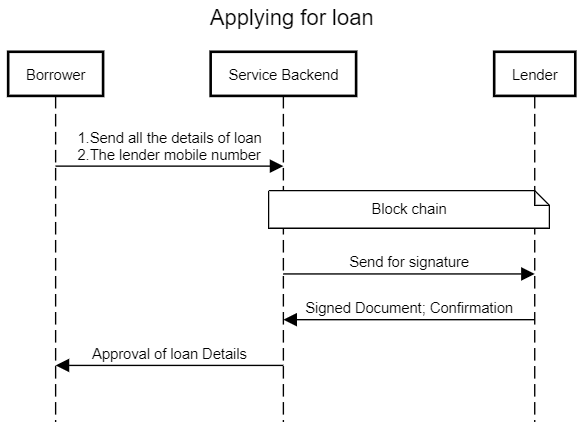 Applying for loan
Borrower
Service Backend
Lender
1.Send all the details of loan
2.The lender mobile number
Block chain
Send for signature
Signed Document; Confirmation
Approval of loan Details